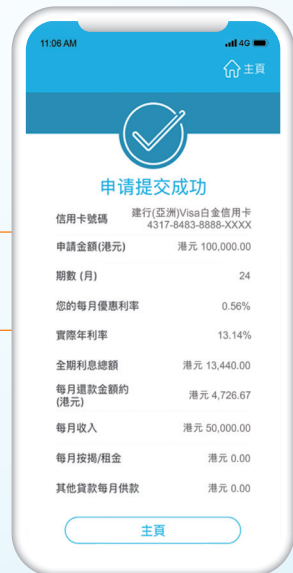 11:06 AM 4G
主頁
申请提交成功
信用卡號碼 建行(亞洲)Visa白金信用卡
4317-8483-8888-XXXX
申請金額(港元) 港元 100,000.00
期數 (月) 24
您的每月優惠利率 0.56%
實際年利率 13.14%
全期利息總額 港元 13,440.00
每月還款金額約
(港元) 港元 4,726.67
每月收入 港元 50,000.00
每月按揭/租金 港元 0.00
其他貸款每月供款 港元 0.00
主頁